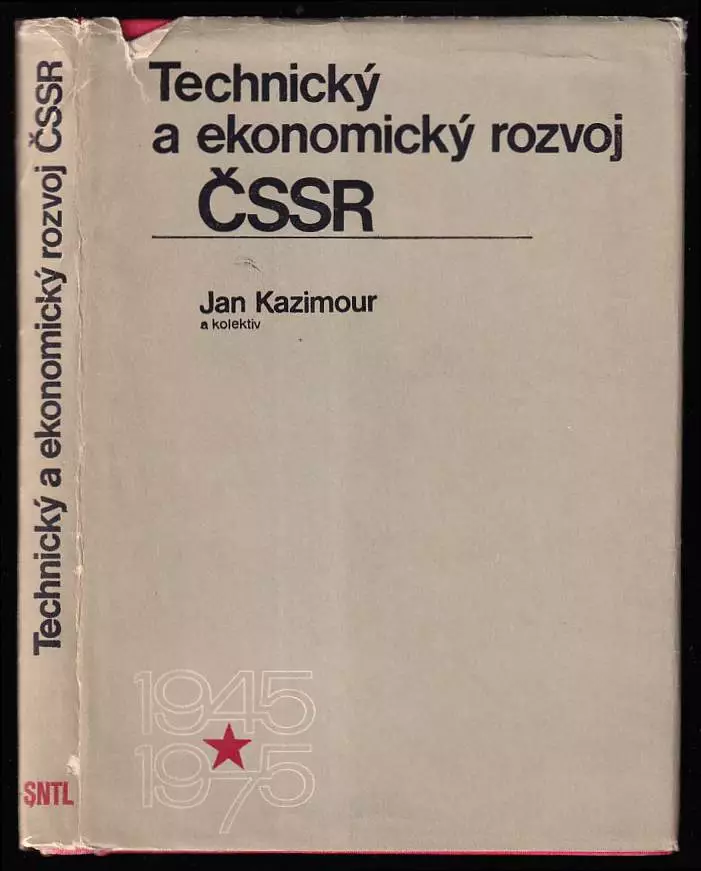 Technický a ekonomický rozvoj ČSSR
SNTL
Technický
a ekonomický rozvoj
ČSSR
Jan Kazimour
a kolektiv
1945
1975